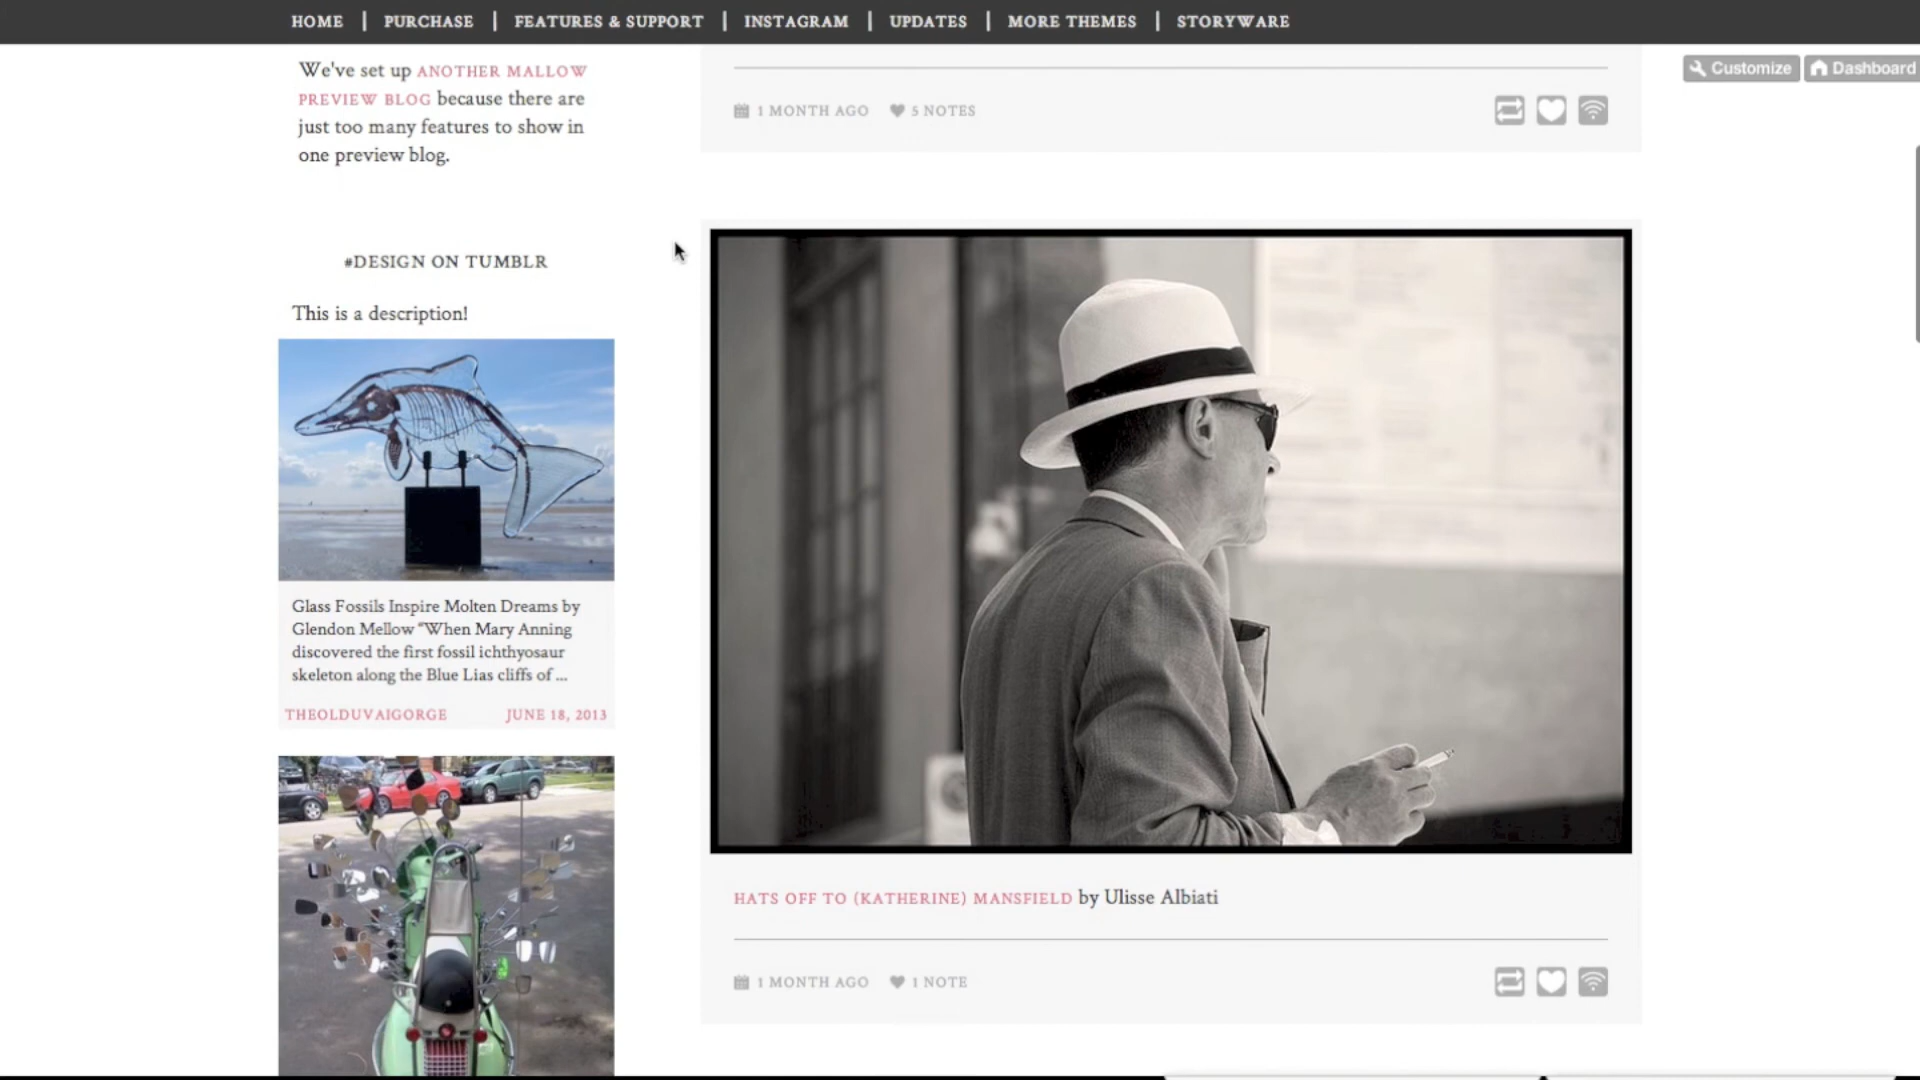 HOME | PURCHASE | FEATURES & SUPPORT | INSTAGRAM | UPDATES | MORE THEMES | STORYWARE
Customize Dashboard
We've set up ANOTHER MALLOW
PREVIEW BLOG because there are
just too many features to show in
one preview blog.
#DESIGN ON TUMBLR
This is a description!
Glass Fossils Inspire Molten Dreams by
Glendon Mellow "When Mary Anning
discovered the first fossil ichthyosaur
skeleton along the Blue Lias cliffs of ...
THEOLDUVAIGORGE JUNE 18, 2013
1 MONTH AGO 5 NOTES
HATS OFF TO (KATHERINE) MANSFIELD by Ulisse Albiati
1 MONTH AGO 1 NOTE